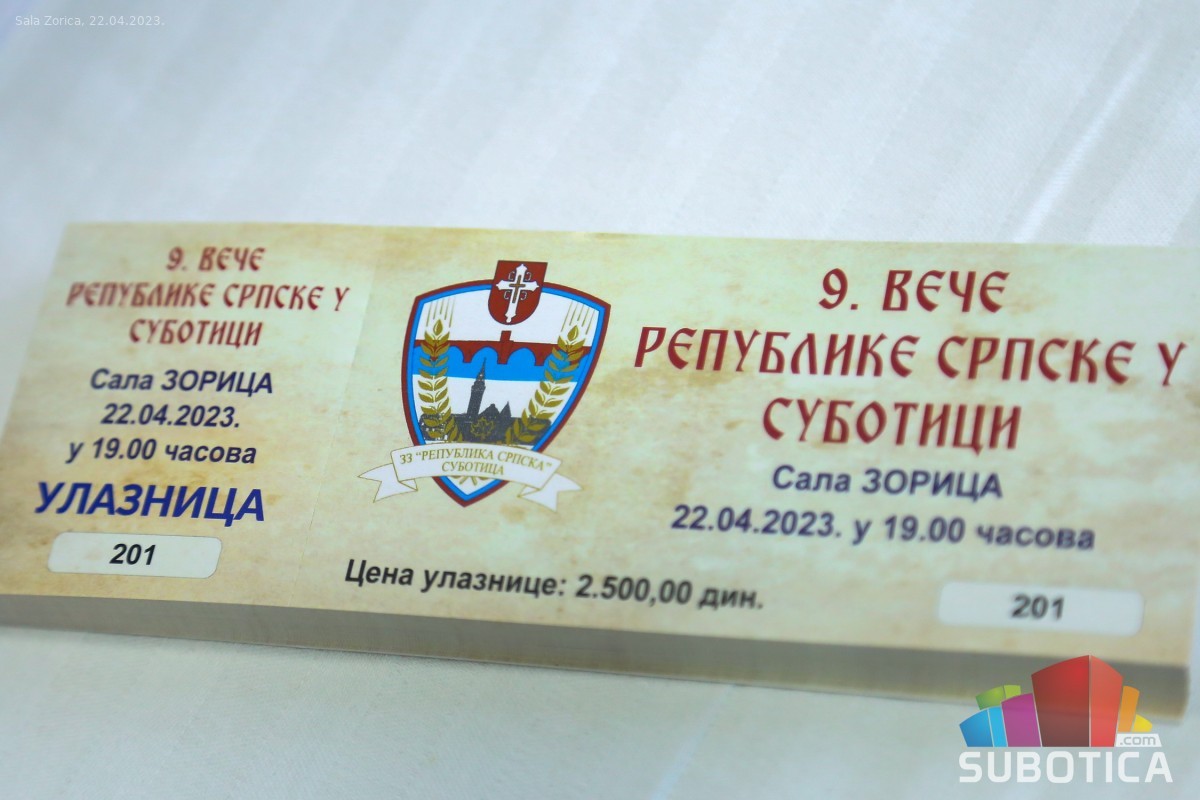 Sala Zorica, 22.04.2023.
9. ВЕЧЕ
РЕПУБЛИКЕ СРПСКЕ У
СУБОТИЦИ
Сала ЗОРИЦА
22.04.2023.
у 19.00 часова
УЛАЗНИЦА
201
ЗЗ "РЕПУБЛИКА СРПСКА"
СУБОТИЦА
Цена улазнице: 2.500,00 дин.
9. ВЕЧЕ
РЕПУБЛИКЕ СРПСКЕ У
СУБОТИЦИ
Сала ЗОРИЦА
22.04.2023. у 19.00 часова
201
.com
SUBOTICA